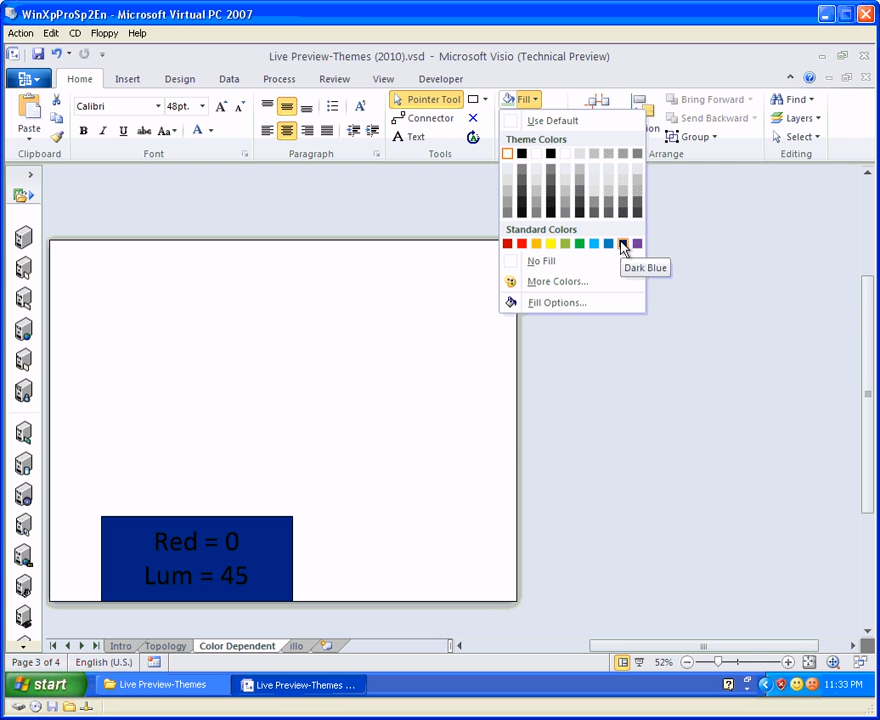 WinXpProSp2En - Microsoft Virtual PC 2007
Action Edit CD Floppy Help
Live Preview-Themes (2010).vsd - Microsoft Visio (Technical Preview)
Home Insert Design Data Process Review View Developer
Calibri 48pt. Pointer Tool Fill Bring Forward Find
Paste Connector Send Backward Layers
B I U abc Aa A Text Group Select
Clipboard Font Paragraph Tools Arrange Editing
Use Default
Theme Colors
Standard Colors
No Fill
Dark Blue
More Colors...
Fill Options...
Red = 0
Lum = 45
Intro Topology Color Dependent illo
Page 3 of 4 English (U.S.) 52%
start Live Preview-Themes Live Preview-Themes ... 11:33 PM